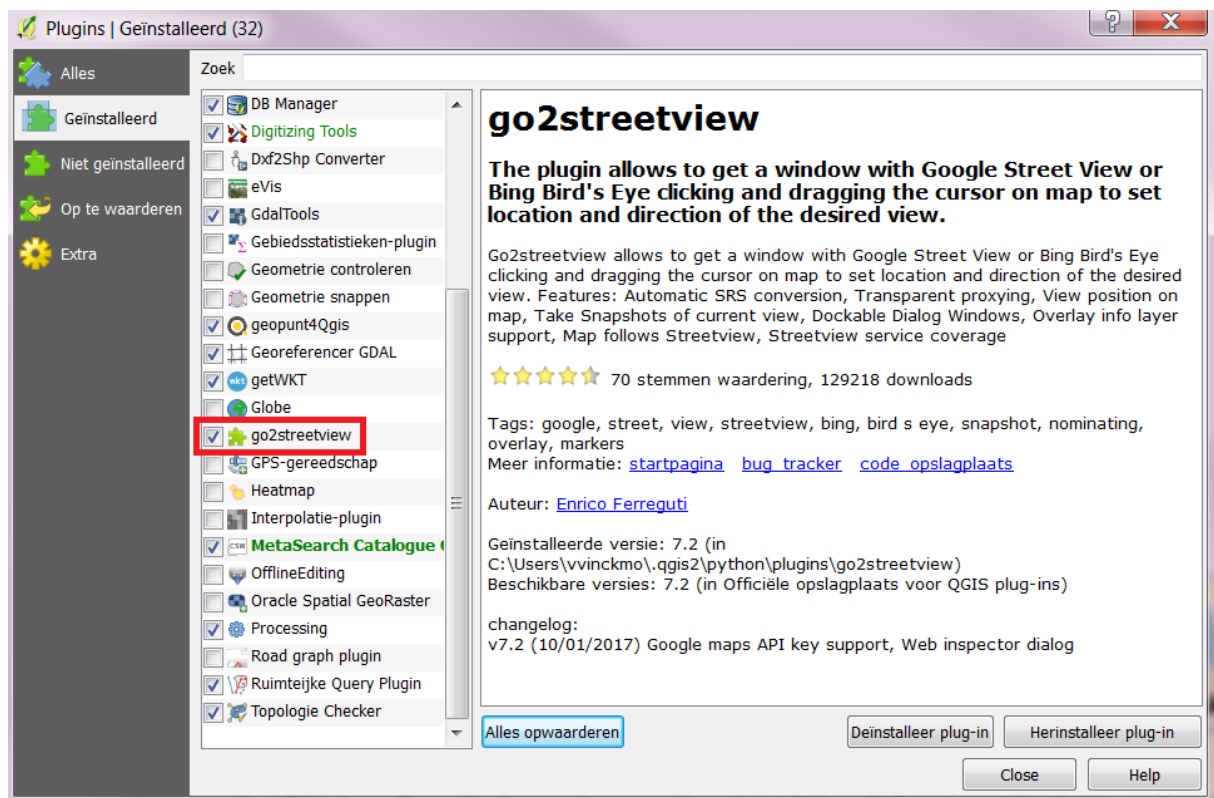 Plugins | Geïnstalleerd (32)
Alles
Geïnstalleerd
Niet geïnstalleerd
Op te waarderen
Extra
Zoek
DB Manager
Digitizing Tools
Dxf2Shp Converter
eVis
GdalTools
Gebiedsstatistieken-plugin
Geometrie controleren
Geometrie snappen
geopunt4Qgis
Georeferencer GDAL
getWKT
Globe
go2streetview
GPS-gereedschap
Heatmap
Interpolatie-plugin
MetaSearch Catalogue
OfflineEditing
Oracle Spatial GeoRaster
Processing
Road graph plugin
Ruimteijke Query Plugin
Topologie Checker
go2streetview
The plugin allows to get a window with Google Street View or
Bing Bird's Eye clicking and dragging the cursor on map to set
location and direction of the desired view.
Go2streetview allows to get a window with Google Street View or Bing Bird's Eye
clicking and dragging the cursor on map to set location and direction of the desired
view. Features: Automatic SRS conversion, Transparent proxying, View position on
map, Take Snapshots of current view, Dockable Dialog Windows, Overlay info layer
support, Map follows Streetview, Streetview service coverage
70 stemmen waardering, 129218 downloads
Tags: google, street, view, streetview, bing, bird s eye, snapshot, nominating,
overlay, markers
Meer informatie: startpagina bug tracker code opslagplaats
Auteur: Enrico Ferreguti
Geïnstalleerde versie: 7.2 (in
C:\Users\vvinckmo\.qgis2\python\plugins\go2streetview)
Beschikbare versies: 7.2 (in Officiële opslagplaats voor QGIS plug-ins)
changelog:
v7.2 (10/01/2017) Google maps API key support, Web inspector dialog
Alles opwaarderen
Deïnstalleer plug-in
Herinstalleer plug-in
Close
Help